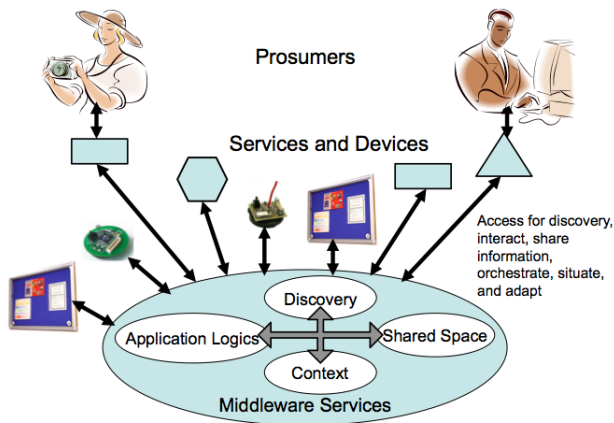 Prosumers
Services and Devices
Access for discovery,
interact, share
information,
orchestrate, situate,
and adapt
Discovery
Application Logics
Shared Space
Context
Middleware Services